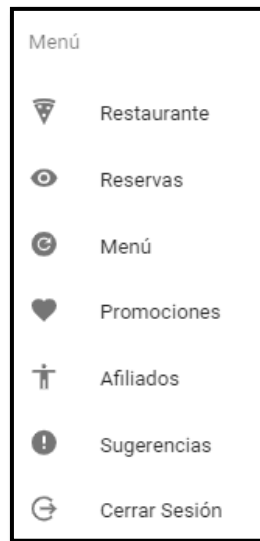 Menú
Restaurante
Reservas
Menú
Promociones
Afiliados
Sugerencias
Cerrar Sesión